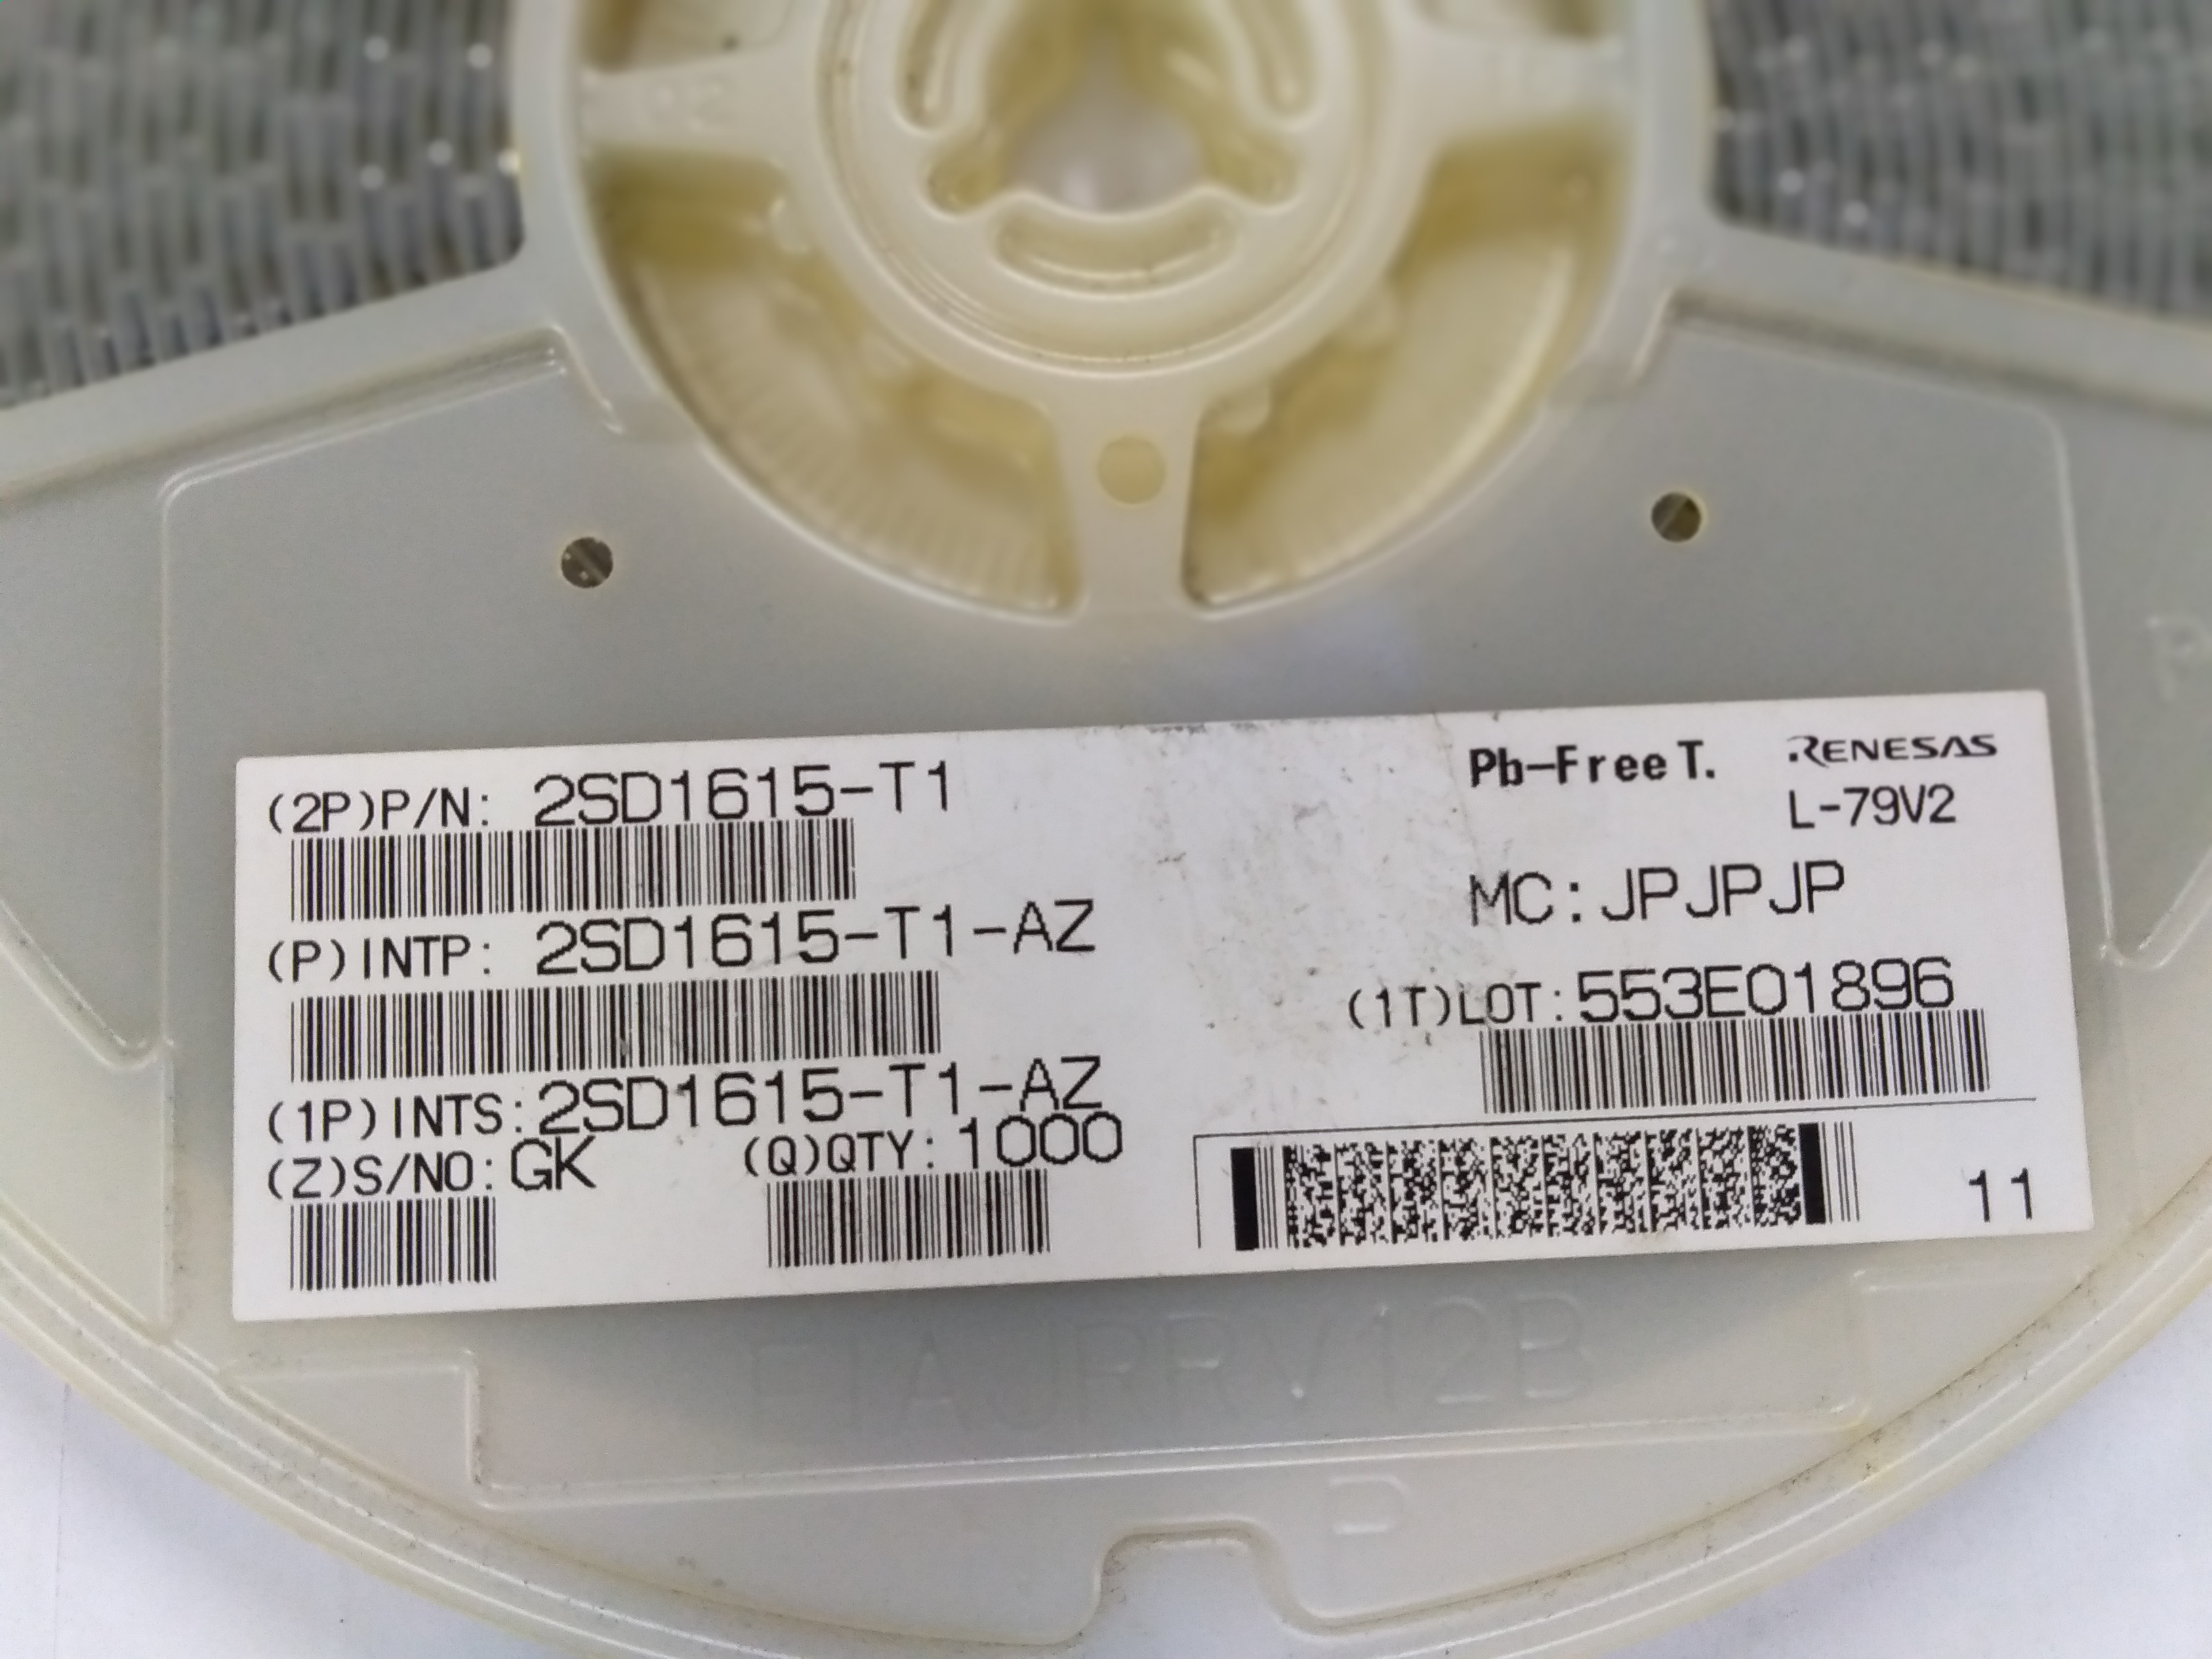 (2P)P/N: 2SD1615-T1
Pb-Free T.
RENESAS
L-79V2
(P)INTP: 2SD1615-T1-AZ
MC:JPJPJP
(1T)LOT:553E01896
(1P)INTS:2SD1615-T1-AZ
(Z)S/NO:GK
(Q)QTY:1000
11
EIAJRRV12B
P
P